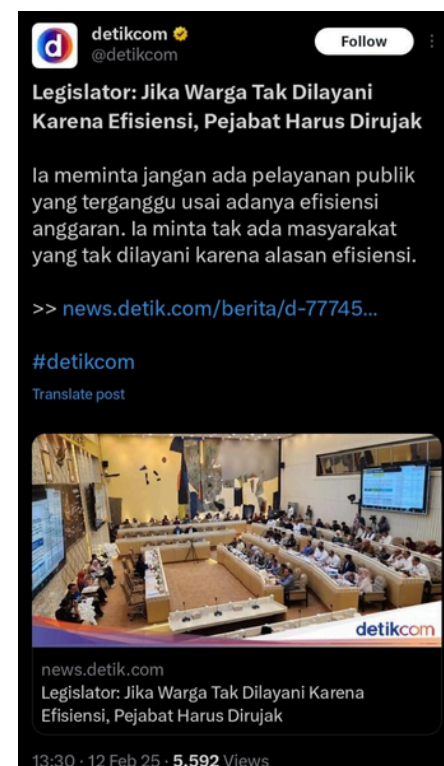 detikcom
@detikcom
Follow
Legislator: Jika Warga Tak Dilayani
Karena Efisiensi, Pejabat Harus Dirujak
Ia meminta jangan ada pelayanan publik
yang terganggu usai adanya efisiensi
anggaran. Ia minta tak ada masyarakat
yang tak dilayani karena alasan efisiensi.
>> news.detik.com/berita/d-77745...
#detikcom
Translate post
detikcom
news.detik.com
Legislator: Jika Warga Tak Dilayani Karena
Efisiensi, Pejabat Harus Dirujak
13:30 · 12 Feb 25 · 5,592 Views